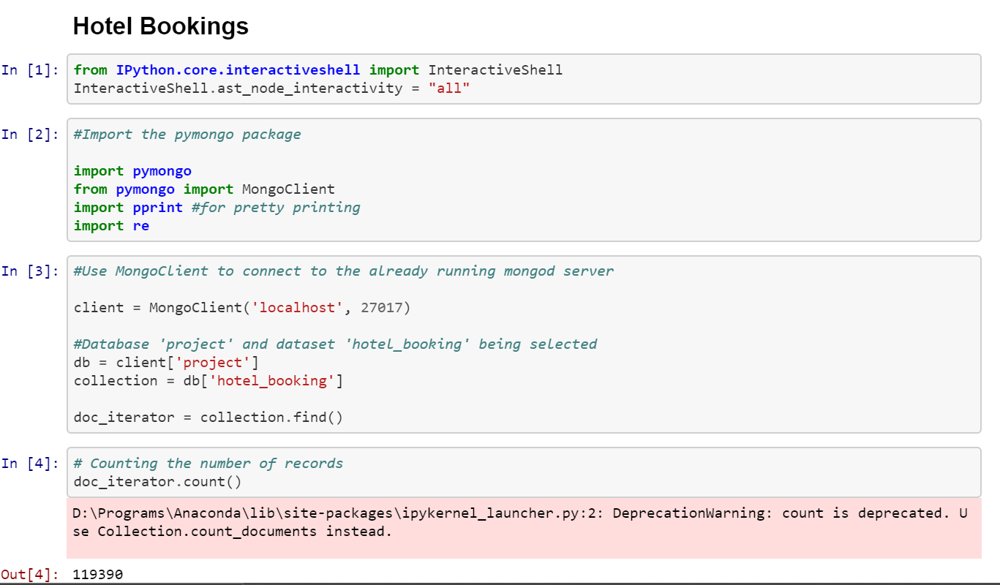 Hotel Bookings
In [1]: from IPython.core.interactiveshell import InteractiveShell
InteractiveShell.ast_node_interactivity = "all"
In [2]: #Import the pymongo package
import pymongo
from pymongo import MongoClient
import pprint #for pretty printing
import re
In [3]: #Use MongoClient to connect to the already running mongod server
client = MongoClient('localhost', 27017)
#Database 'project' and dataset 'hotel_booking' being selected
db = client['project']
collection = db['hotel_booking']
doc_iterator = collection.find()
In [4]: # Counting the number of records
doc_iterator.count()
D:\Programs\Anaconda\lib\site-packages\ipykernel_launcher.py:2: DeprecationWarning: count is deprecated. U
se Collection.count_documents instead.
Out[4]: 119390